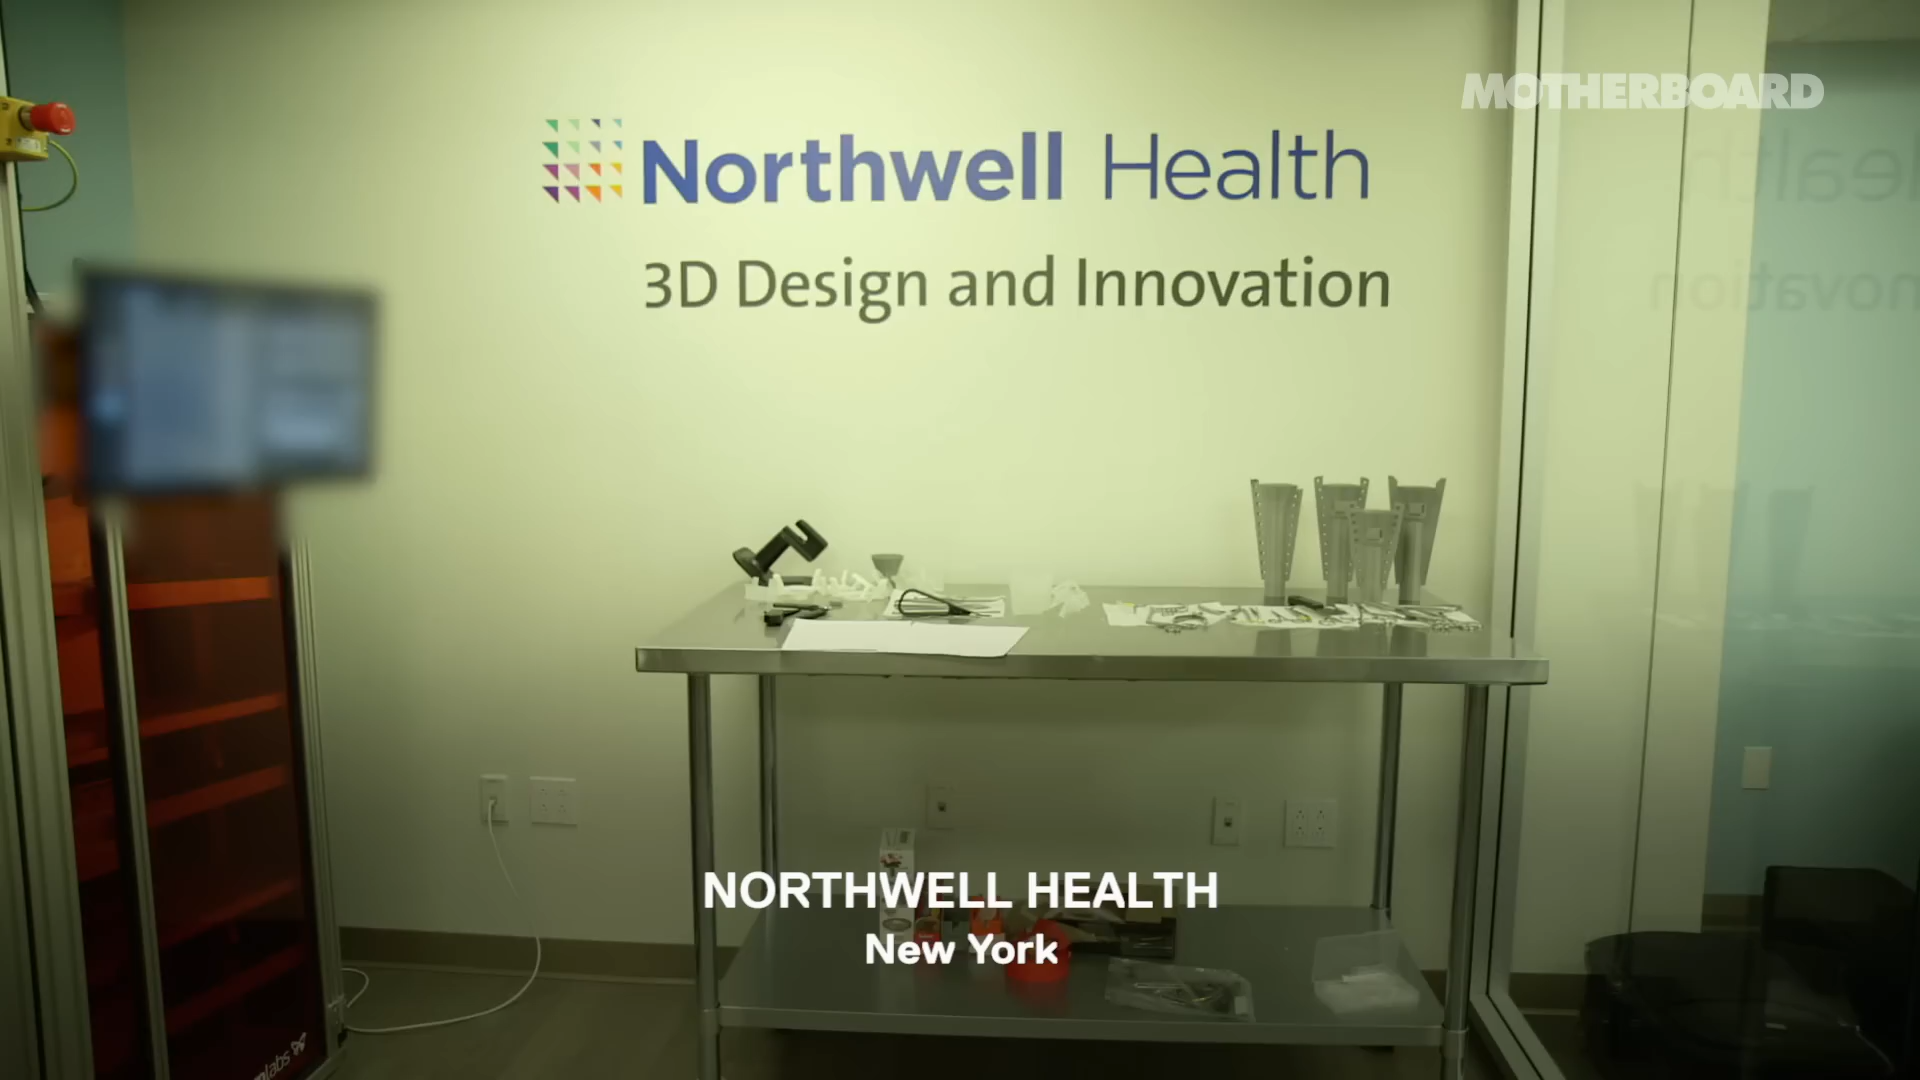 MOTHERBOARD
Northwell Health
3D Design and Innovation
NORTHWELL HEALTH
New York